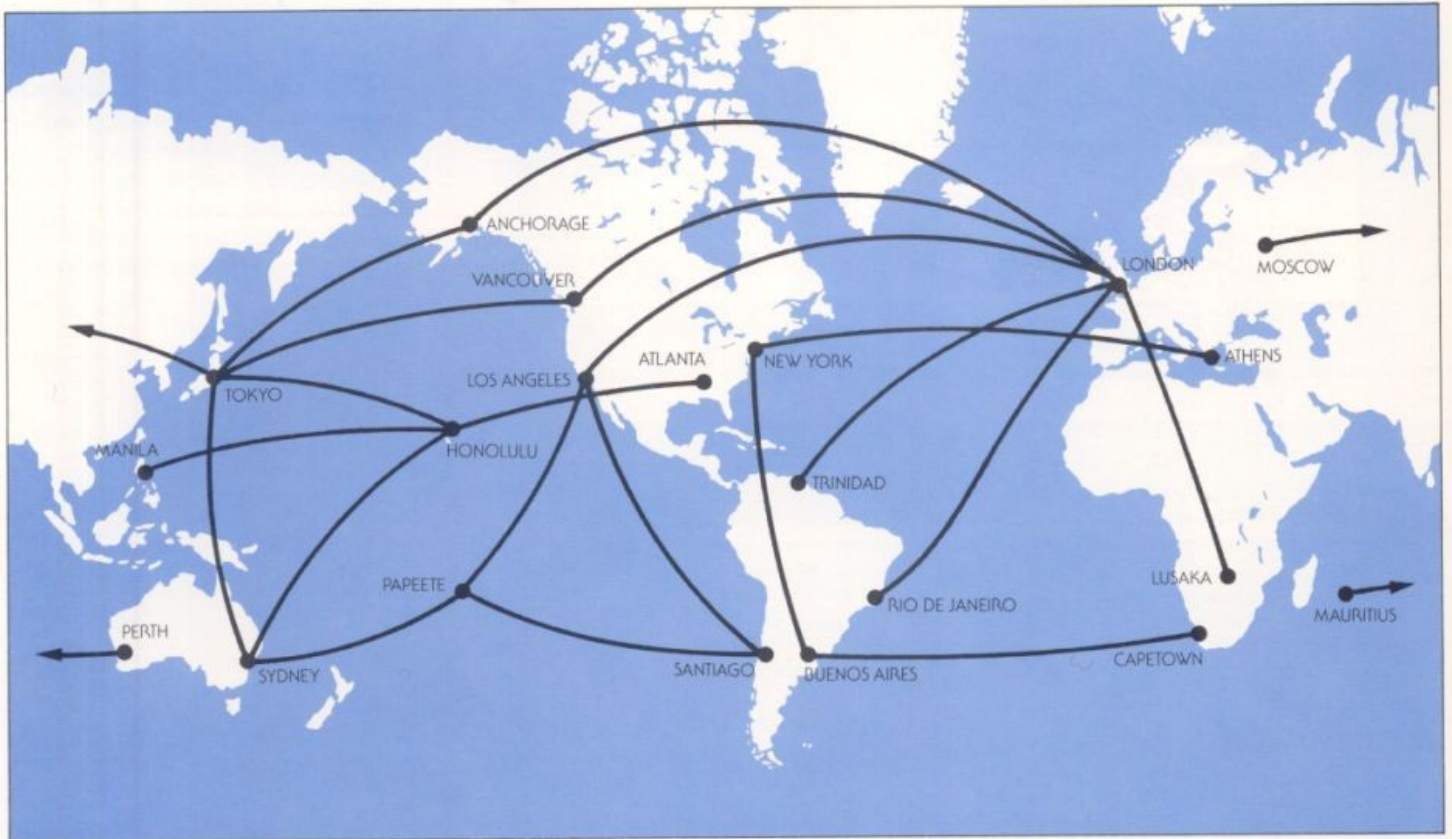 ANCHORAGE
LONDON
MOSCOW
VANCOUVER
NEW YORK
ATHENS
ATLANTA
LOS ANGELES
TOKYO
MANILA
HONOLULU
TRINIDAD
PAPEETE
LUSAKA
RIO DE JANEIRO
MAURITIUS
PERTH
CAPETOWN
SYDNEY
SANTIAGO
BUENOS AIRES